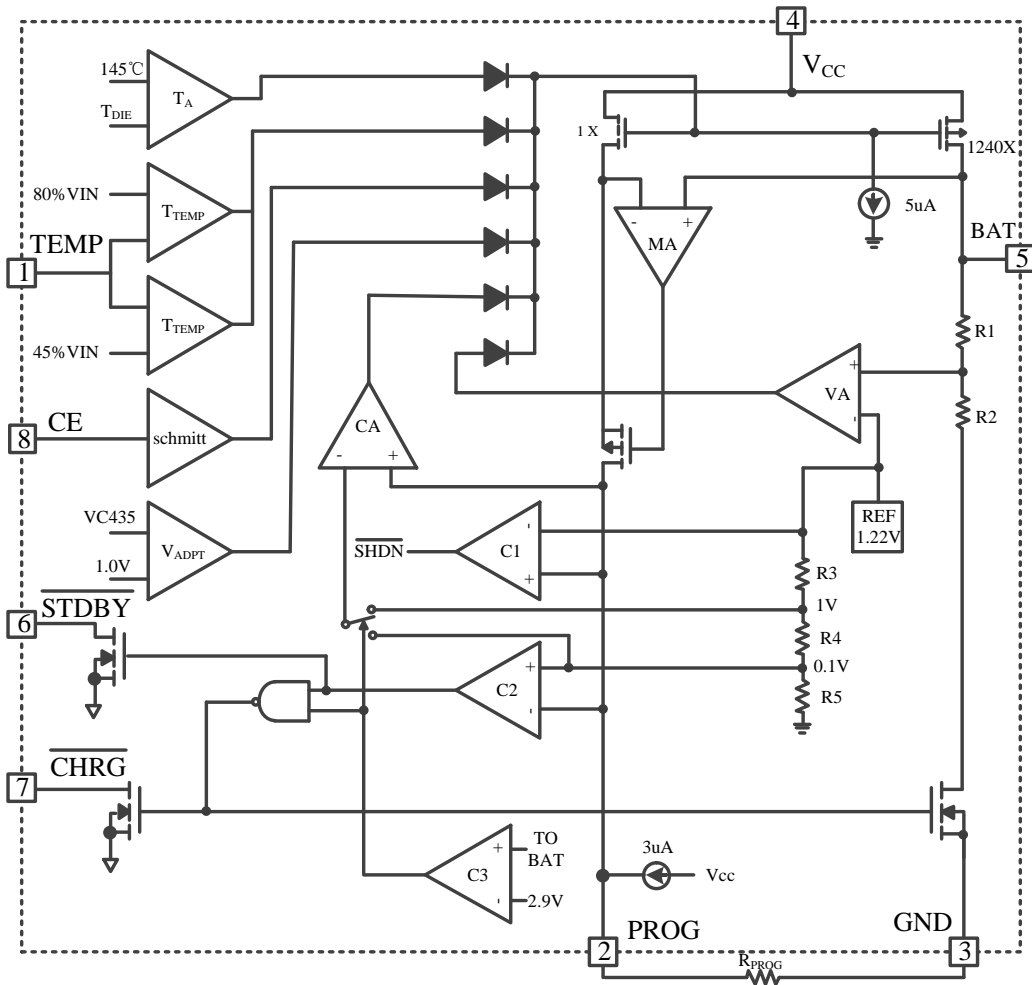 4
VCC
145℃
TDIE
TA
1 X
1240X
80%VIN
TTEMP
- +
MA
5uA
TEMP
1
BAT
5
TTEMP
45%VIN
R1
+
VA
-
R2
CE
8
schmitt
CA
- +
VC435
VADPT
1.0V
SHDN
-
C1
+
REF
1.22V
R3
STDBY
6
1V
R4
0.1V
+
C2
-
R5
CHRG
7
+
C3
-
TO
BAT
2.9V
3uA
Vcc
PROG
2
GND
3
RPROG